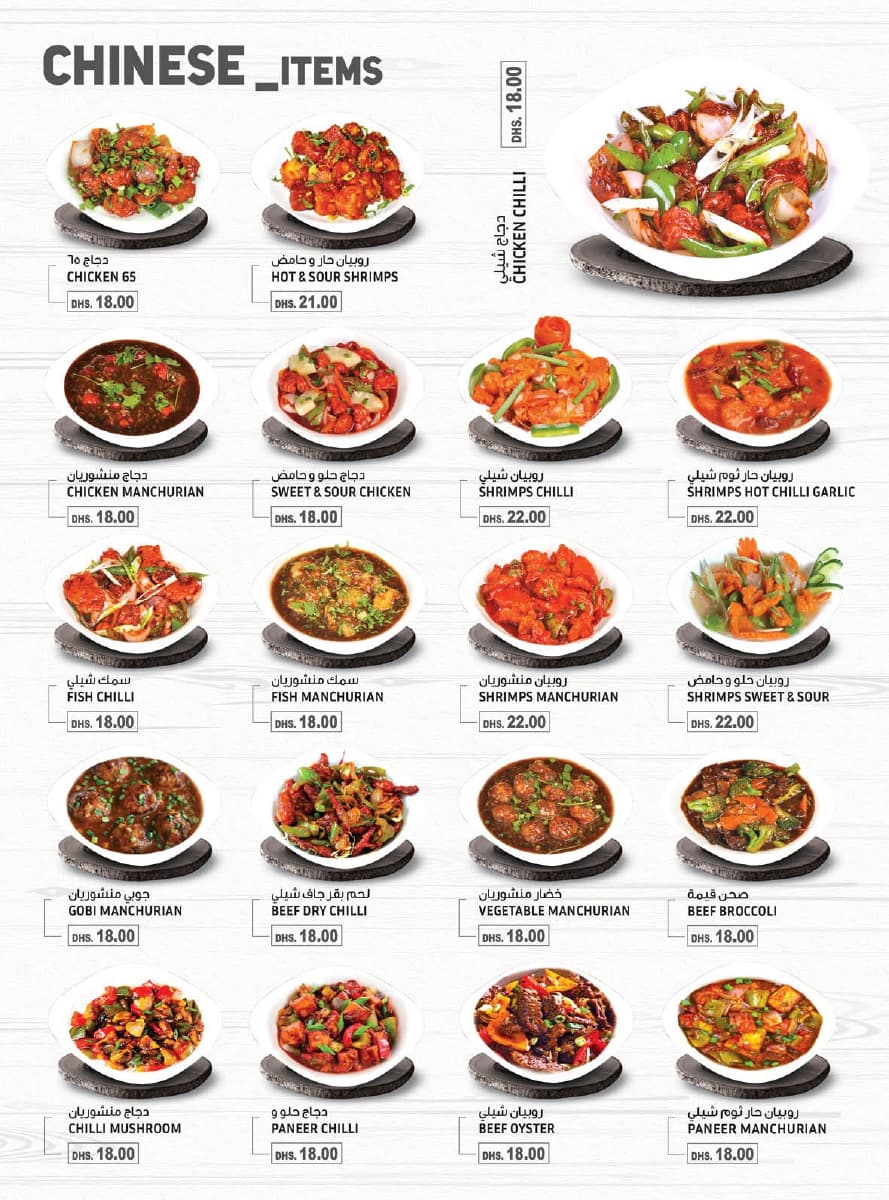 CHINESE _ITEMS
دجاج ٦٥
CHICKEN 65
DHS. 18.00
روبيان حار و حامض
HOT & SOUR SHRIMPS
DHS. 21.00
دجاج شيلي
CHICKEN CHILLI
DHS. 18.00
دجاج منشوريان
CHICKEN MANCHURIAN
DHS. 18.00
دجاج حلو و حامض
SWEET & SOUR CHICKEN
DHS. 18.00
روبيان شيلي
SHRIMPS CHILLI
DHS. 22.00
روبيان حار ثوم شيلي
SHRIMPS HOT CHILLI GARLIC
DHS. 22.00
سمك شيلي
FISH CHILLI
DHS. 18.00
سمك منشوريان
FISH MANCHURIAN
DHS. 18.00
روبيان منشوريان
SHRIMPS MANCHURIAN
DHS. 22.00
روبيان حلو و حامض
SHRIMPS SWEET & SOUR
DHS. 22.00
جوبي منشوريان
GOBI MANCHURIAN
DHS. 18.00
لحم بقر جاف شيلي
BEEF DRY CHILLI
DHS. 18.00
خضار منشوريان
VEGETABLE MANCHURIAN
DHS. 18.00
صحن قيمة
BEEF BROCCOLI
DHS. 18.00
دجاج منشوريان
CHILLI MUSHROOM
DHS. 18.00
دجاج حلو و
PANEER CHILLI
DHS. 18.00
روبيان شيلي
BEEF OYSTER
DHS. 18.00
روبيان حار ثوم شيلي
PANEER MANCHURIAN
DHS. 18.00